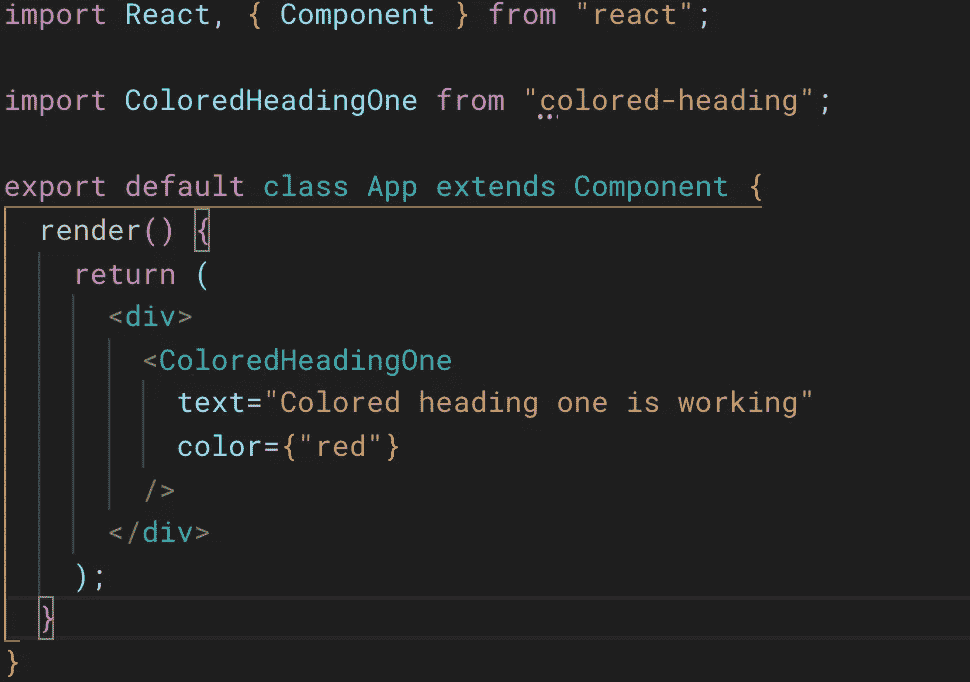 import React, { Component } from "react";
import ColoredHeadingOne from "colored-heading";
export default class App extends Component {
render() {
return (
<div>
<ColoredHeadingOne
text="Colored heading one is working"
color={"red"}
/>
</div>
);
}
}